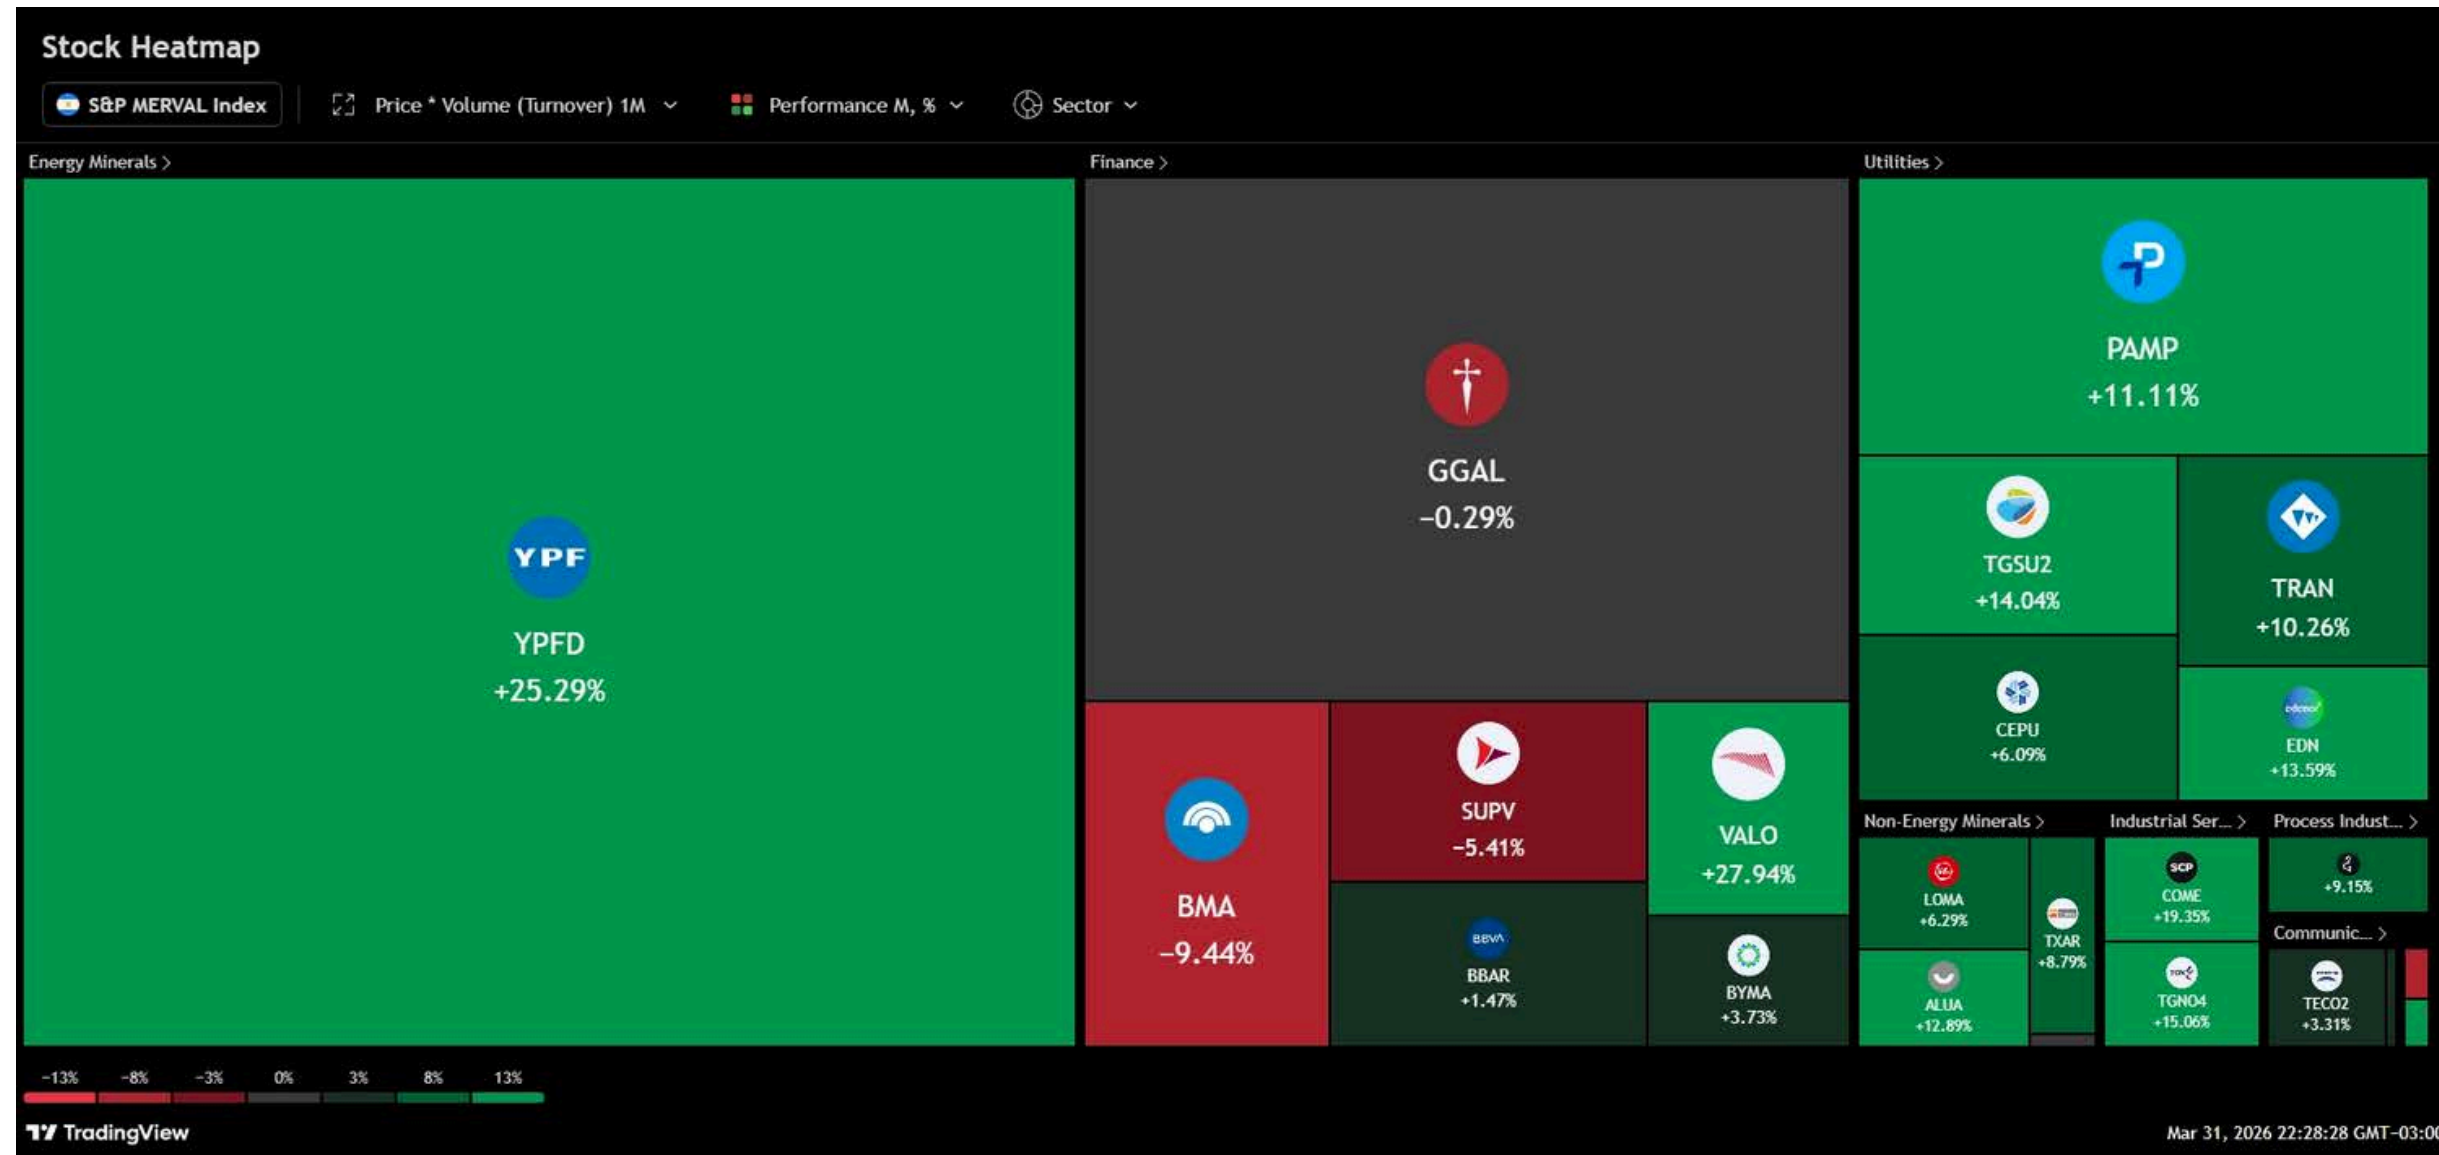 Stock Heatmap
S&P MERVAL Index
Price * Volume (Turnover) 1M
Performance M, %
Sector
Energy Minerals >
YPF
YPFD
+25.29%
Finance >
GGAL
−0.29%
BMA
−9.44%
SUPV
−5.41%
BBVA
BBAR
+1.47%
VALO
+27.94%
BYMA
+3.73%
Utilities >
PAMP
+11.11%
TGSU2
+14.04%
TRAN
+10.26%
CEPU
+6.09%
edenor
EDN
+13.59%
Non-Energy Minerals >
LOMA
+6.29%
ALUA
+12.89%
TXAR
+8.79%
Industrial Ser... >
SCP
COME
+19.35%
TGNO4
+15.06%
Process Indust... >
+9.15%
Communic... >
TECO2
+3.31%
−13% −8% −3% 0% 3% 8% 13%
TradingView
Mar 31, 2026 22:28:28 GMT−03:00